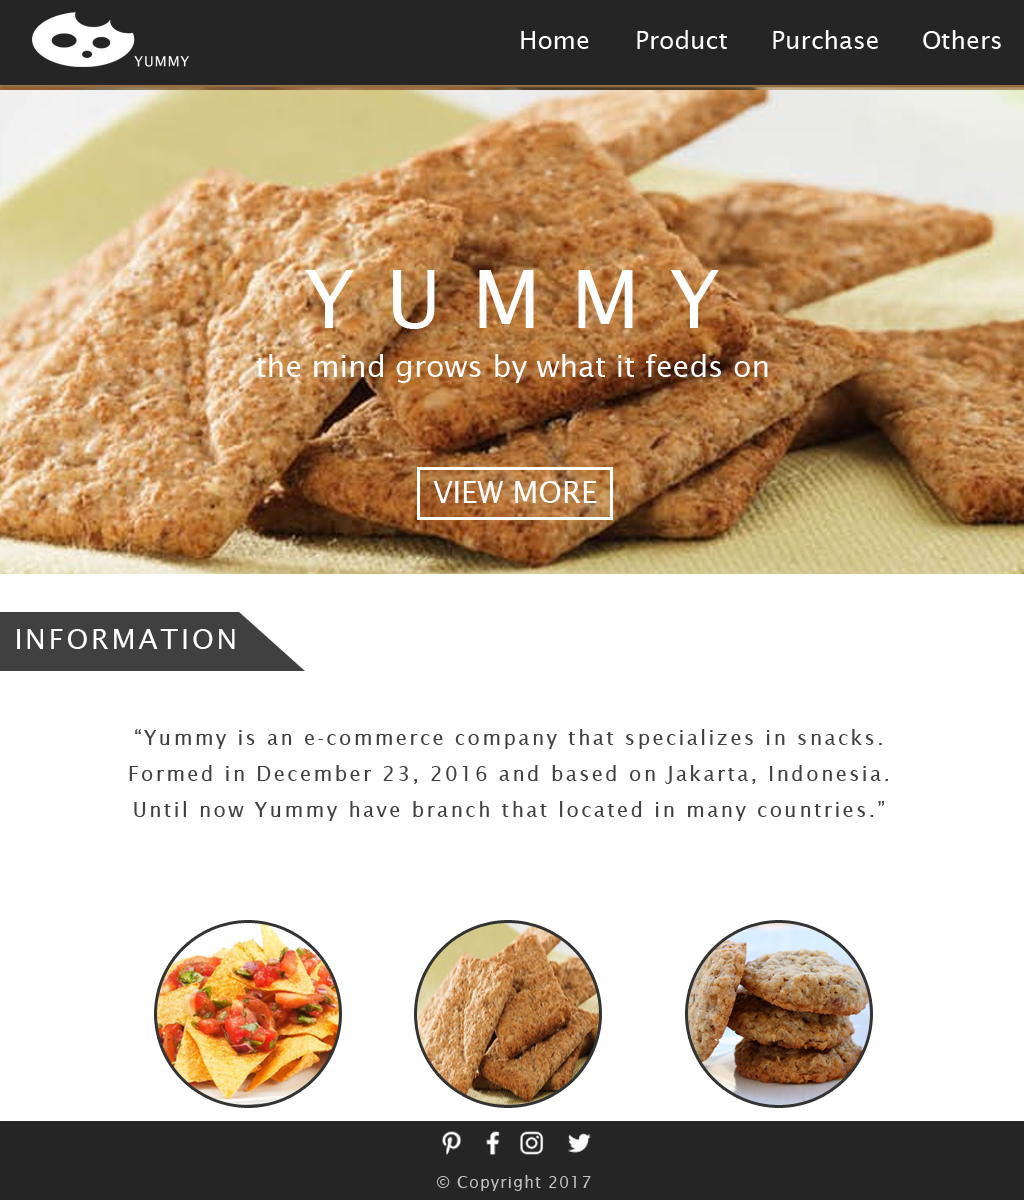 YUMMY
Home Product Purchase Others
YUMMY
the mind grows by what it feeds on
VIEW MORE
INFORMATION
“Yummy is an e-commerce company that specializes in snacks.
Formed in December 23, 2016 and based on Jakarta, Indonesia.
Until now Yummy have branch that located in many countries.”
© Copyright 2017